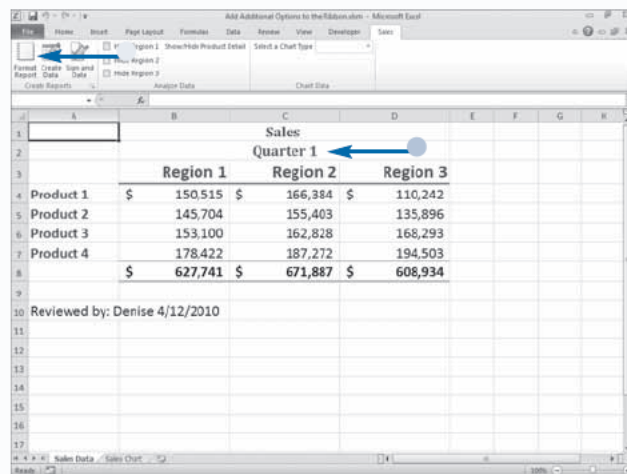 Add Additional Options to the Ribbon.xlsm - Microsoft Excel
File Home Insert Page Layout Formulas Data Review View Developer Sales
Region 1 Show/Hide Product Detail Select a Chart Type
Hide Region 2
Format Create Sign and Hide Region 3
Report Data Data
Create Reports Analyze Data Chart Data
fx
A B C D E F G H
1 Sales
2 Quarter 1
3 Region 1 Region 2 Region 3
4 Product 1 $ 150,515 $ 166,384 $ 110,242
5 Product 2 145,704 155,403 135,896
6 Product 3 153,100 162,828 168,293
7 Product 4 178,422 187,272 194,503
8 $ 627,741 $ 671,887 $ 608,934
9
10 Reviewed by: Denise 4/12/2010
11
12
13
14
15
16
17
Sales Data Sales Chart
Ready 100%